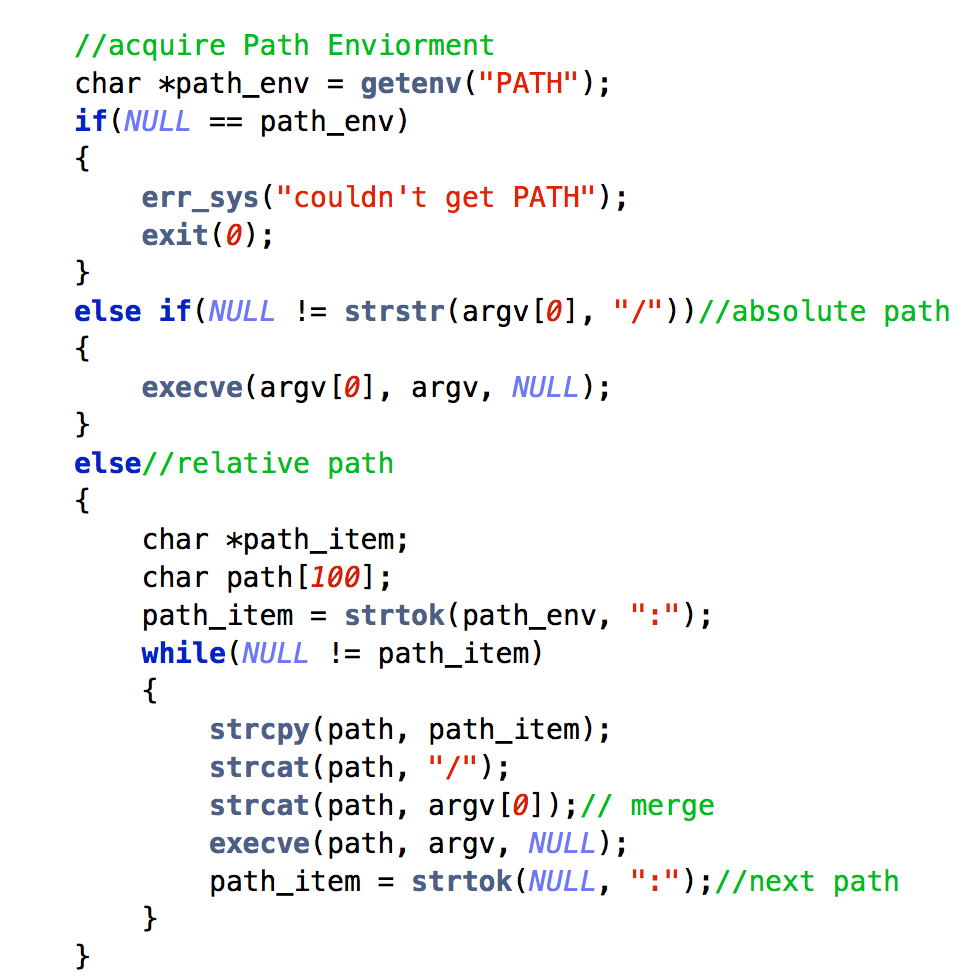 //acquire Path Enviorment
char *path_env = getenv("PATH");
if(NULL == path_env)
{
    err_sys("couldn't get PATH");
    exit(0);
}
else if(NULL != strstr(argv[0], "/"))//absolute path
{
    execve(argv[0], argv, NULL);
}
else//relative path
{
    char *path_item;
    char path[100];
    path_item = strtok(path_env, ":");
    while(NULL != path_item)
    {
        strcpy(path, path_item);
        strcat(path, "/");
        strcat(path, argv[0]);// merge
        execve(path, argv, NULL);
        path_item = strtok(NULL, ":");//next path
    }
}